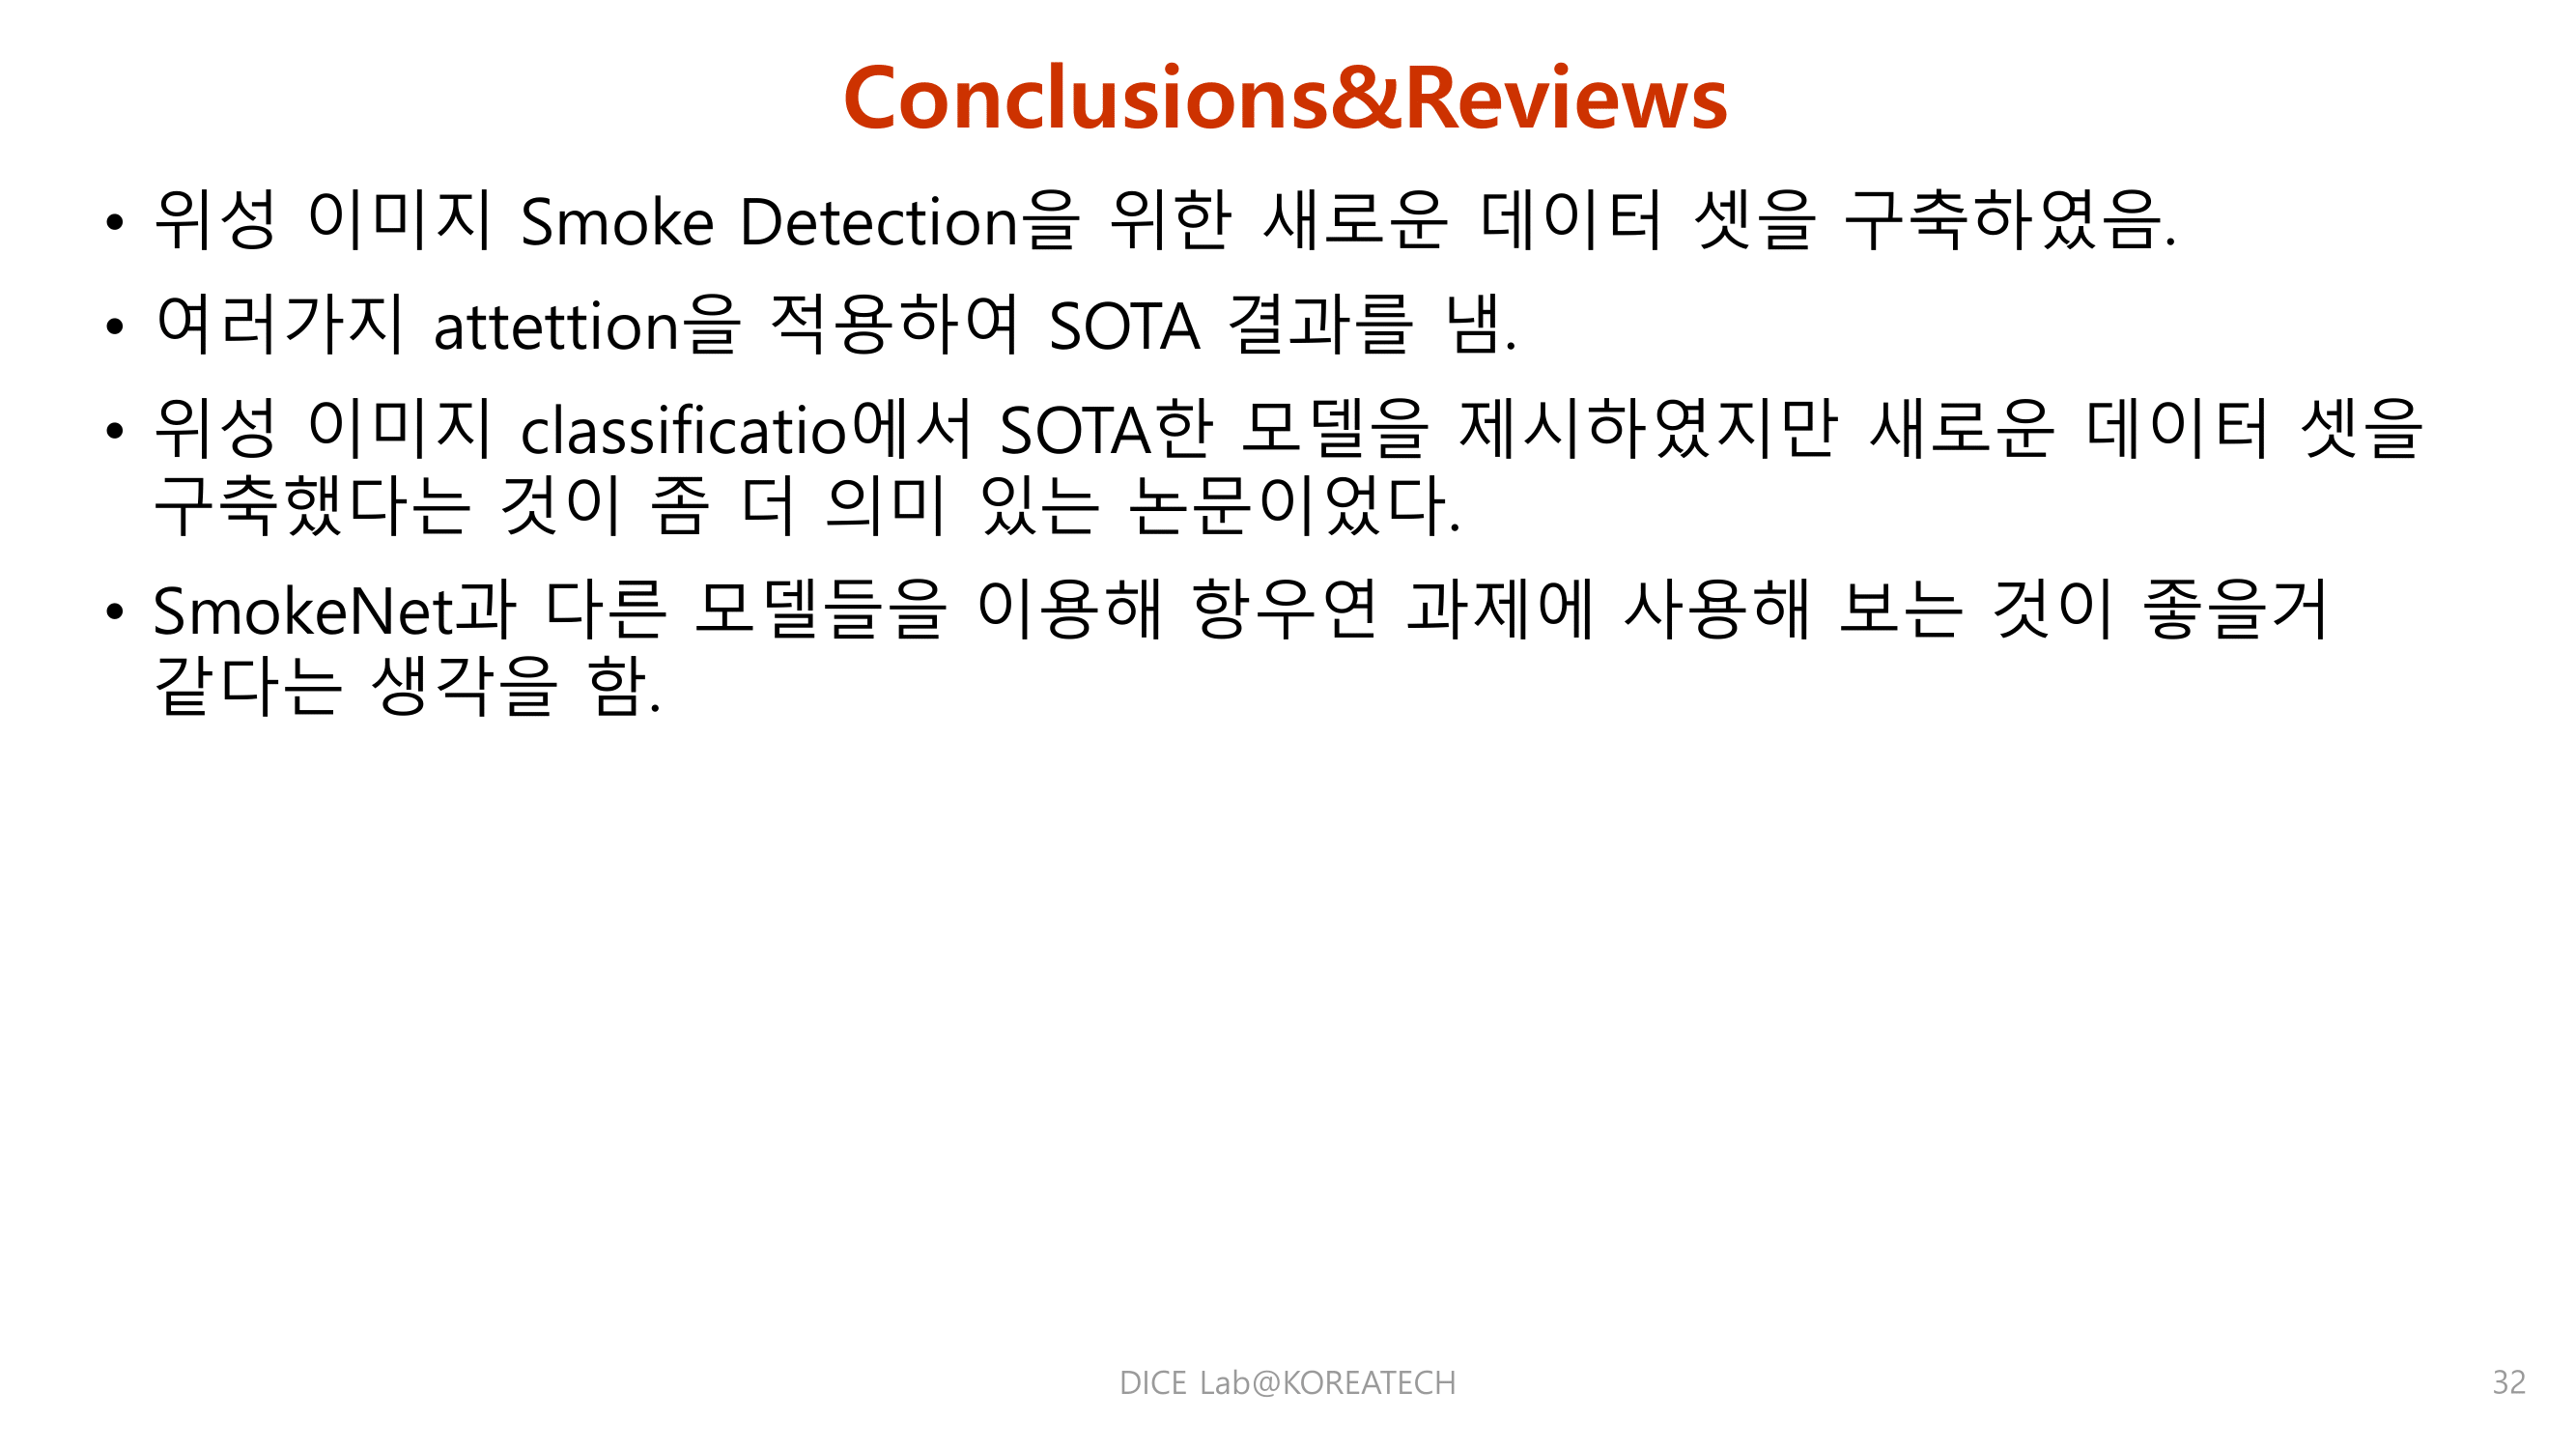 Conclusions&Reviews
• 위성 이미지 Smoke Detection을 위한 새로운 데이터 셋을 구축하였음.
• 여러가지 attettion을 적용하여 SOTA 결과를 냄.
• 위성 이미지 classificatio에서 SOTA한 모델을 제시하였지만 새로운 데이터 셋을
구축했다는 것이 좀 더 의미 있는 논문이었다.
• SmokeNet과 다른 모델들을 이용해 항우연 과제에 사용해 보는 것이 좋을거
같다는 생각을 함.
DICE Lab@KOREATECH
32